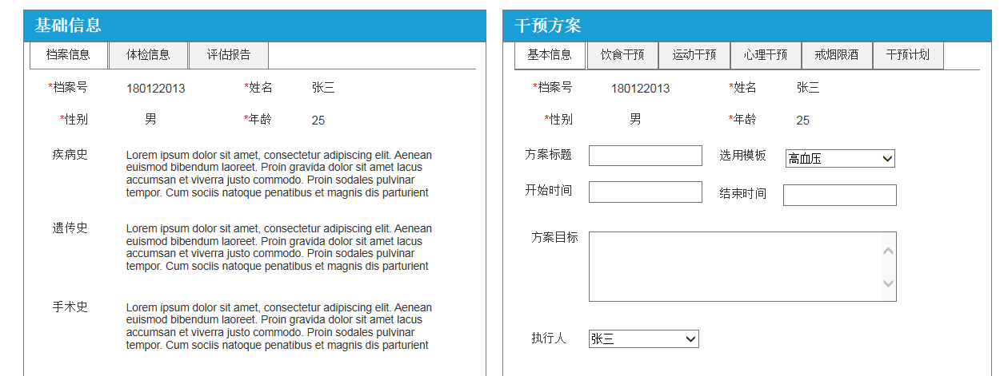 基础信息
档案信息 体检信息 评估报告
*档案号 180122013 *姓名 张三
*性别 男 *年龄 25
疾病史 Lorem ipsum dolor sit amet, consectetur adipiscing elit. Aenean
euismod bibendum laoreet. Proin gravida dolor sit amet lacus
accumsan et viverra justo commodo. Proin sodales pulvinar
tempor. Cum sociis natoque penatibus et magnis dis parturient
遗传史 Lorem ipsum dolor sit amet, consectetur adipiscing elit. Aenean
euismod bibendum laoreet. Proin gravida dolor sit amet lacus
accumsan et viverra justo commodo. Proin sodales pulvinar
tempor. Cum sociis natoque penatibus et magnis dis parturient
手术史 Lorem ipsum dolor sit amet, consectetur adipiscing elit. Aenean
euismod bibendum laoreet. Proin gravida dolor sit amet lacus
accumsan et viverra justo commodo. Proin sodales pulvinar
tempor. Cum sociis natoque penatibus et magnis dis parturient
干预方案
基本信息 饮食干预 运动干预 心理干预 戒烟限酒 干预计划
*档案号 180122013 *姓名 张三
*性别 男 *年龄 25
方案标题 选用模板 高血压
开始时间 结束时间
方案目标
执行人 张三